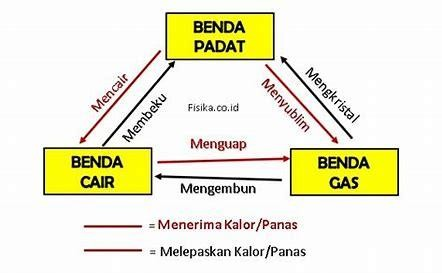 BENDA
PADAT
Mencair
Membeku
Fisika.co.id
Menyublim
Mengkristal
BENDA
CAIR
Menguap
Mengembun
BENDA
GAS
= Menerima Kalor/Panas
= Melepaskan Kalor/Panas